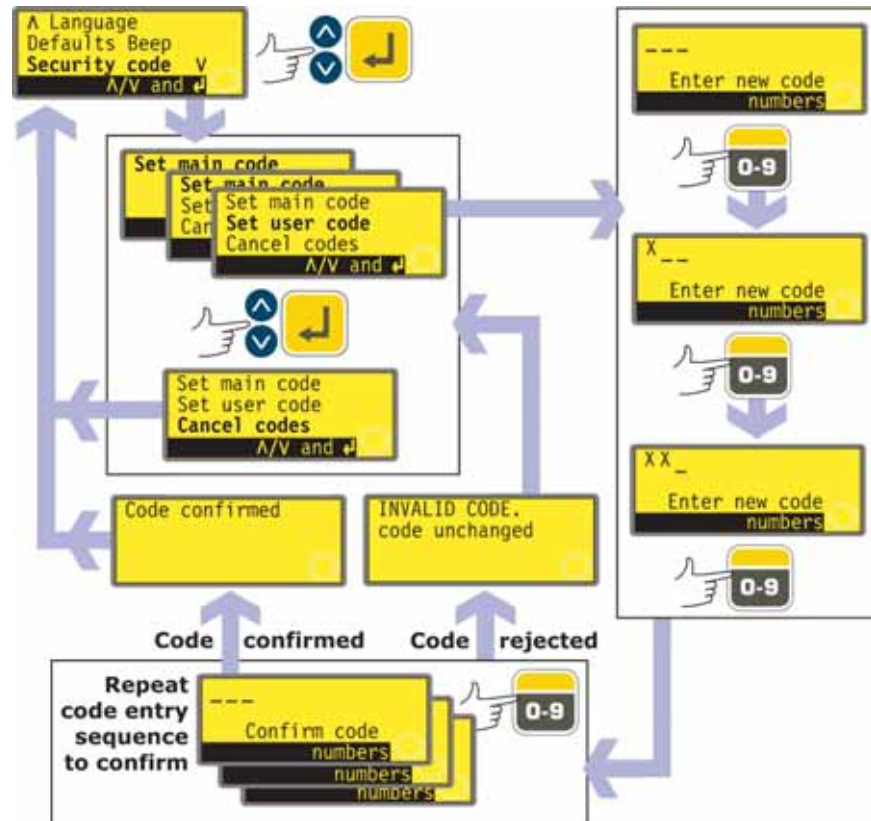 Λ Language
Defaults Beep
Security code V
Λ/V and ↲
Set main code
Set main code
Set
Can
Set main code
Set user code
Cancel codes
Λ/V and ↲
Set main code
Set user code
Cancel codes
Λ/V and ↲
_ _ _
Enter new code
numbers
0-9
X _ _
Enter new code
numbers
0-9
X X _
Enter new code
numbers
0-9
Code confirmed
INVALID CODE.
code unchanged
Code confirmed
Code rejected
Repeat
code entry
sequence
to confirm
_ _ _
Confirm code
numbers
numbers
numbers
0-9